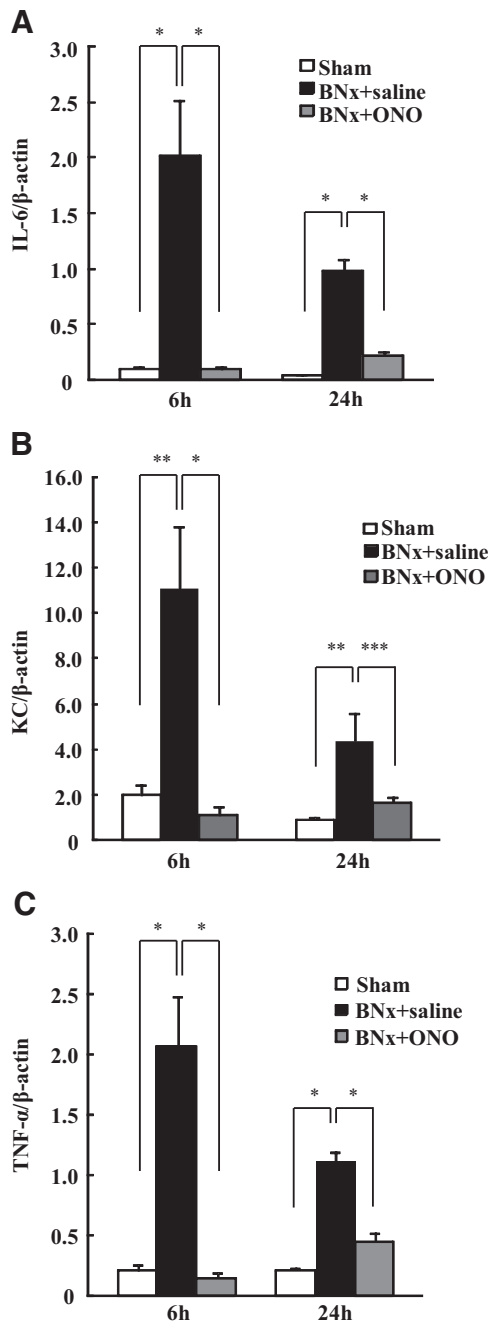 A
IL-6/β-actin
3.0
2.5
2.0
1.5
1.0
0.5
0
* *
* *
Sham
BNx+saline
BNx+ONO
6h 24h
B
KC/β-actin
16.0
14.0
12.0
10.0
8.0
6.0
4.0
2.0
0
** *
** ***
Sham
BNx+saline
BNx+ONO
6h 24h
C
TNF-α/β-actin
3.0
2.5
2.0
1.5
1.0
0.5
0
* *
* *
Sham
BNx+saline
BNx+ONO
6h 24h